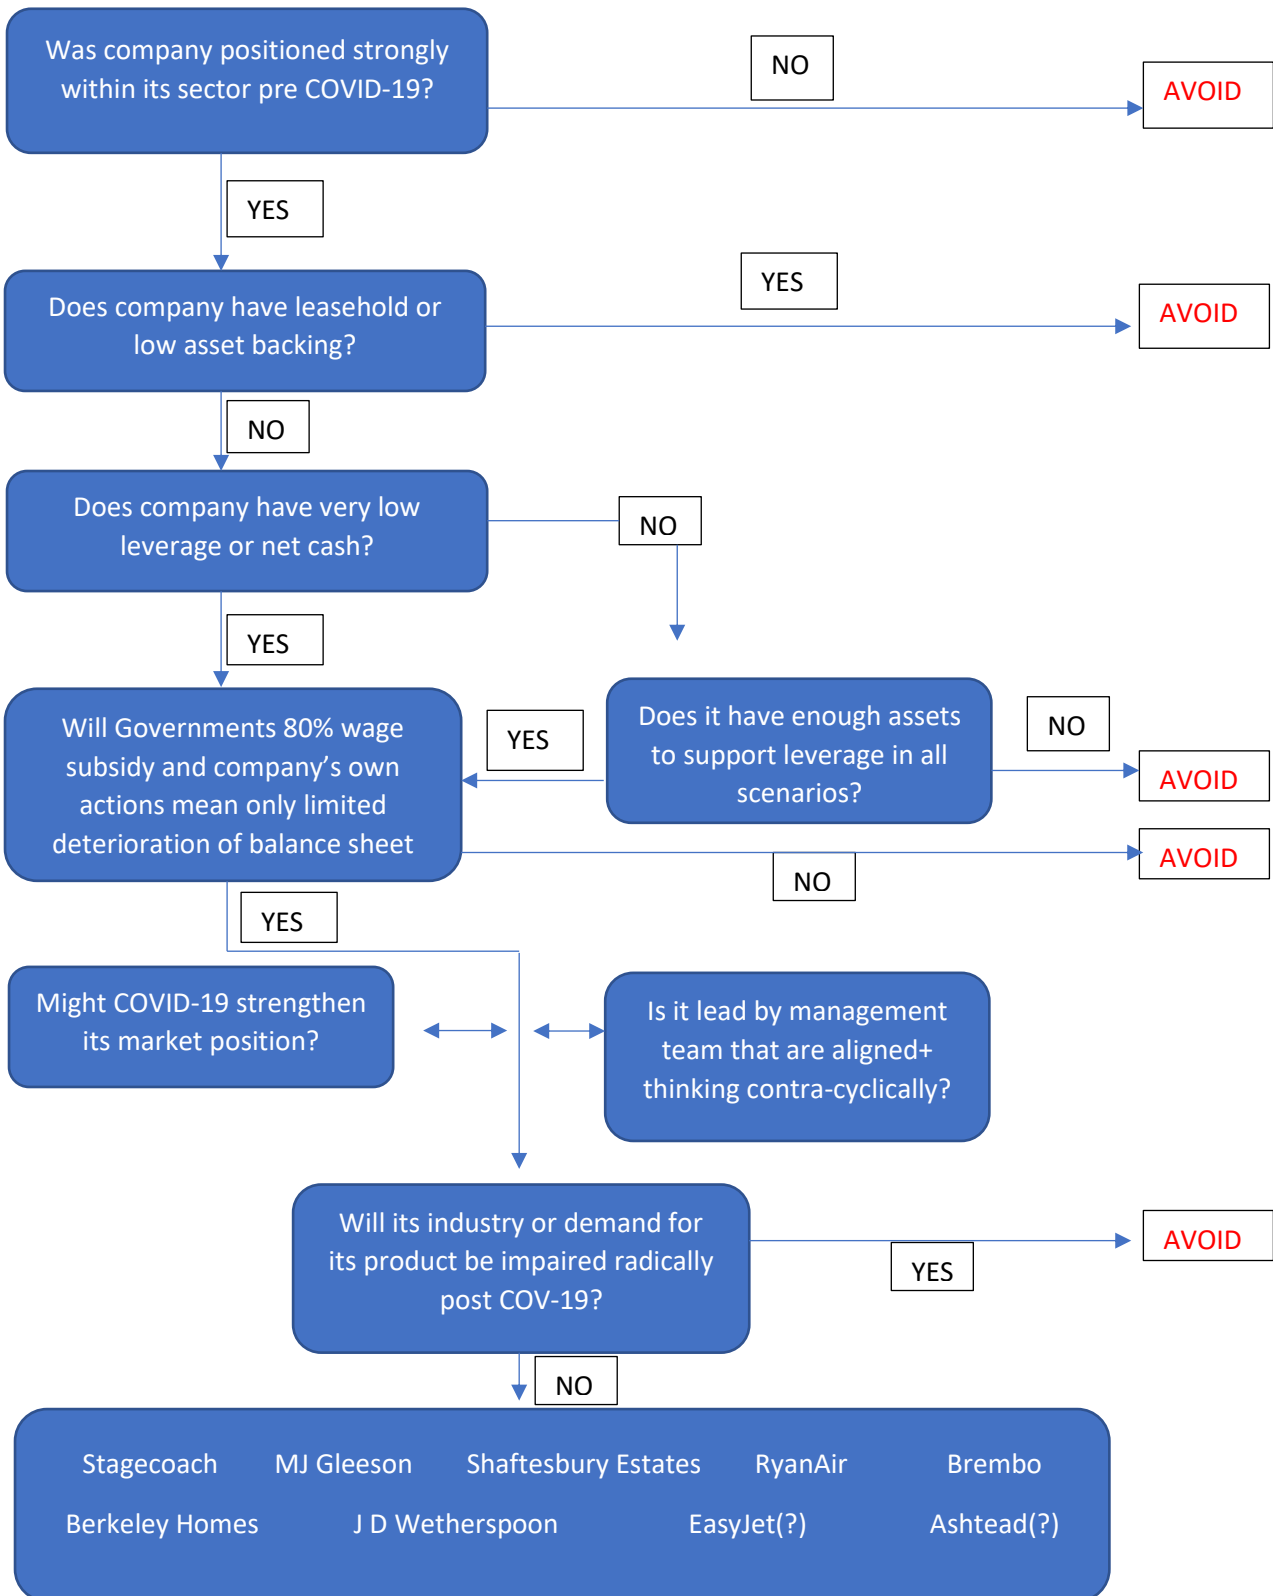 Was company positioned strongly
within its sector pre COVID-19?
NO
AVOID
YES
Does company have leasehold or
low asset backing?
YES
AVOID
NO
Does company have very low
leverage or net cash?
NO
YES
Will Governments 80% wage
subsidy and company’s own
actions mean only limited
deterioration of balance sheet
YES
Does it have enough assets
to support leverage in all
scenarios?
NO
AVOID
AVOID
NO
YES
Might COVID-19 strengthen
its market position?
Is it lead by management
team that are aligned+
thinking contra-cyclically?
Will its industry or demand for
its product be impaired radically
post COV-19?
YES
AVOID
NO
Stagecoach MJ Gleeson Shaftesbury Estates RyanAir Brembo
Berkeley Homes J D Wetherspoon EasyJet(?) Ashtead(?)